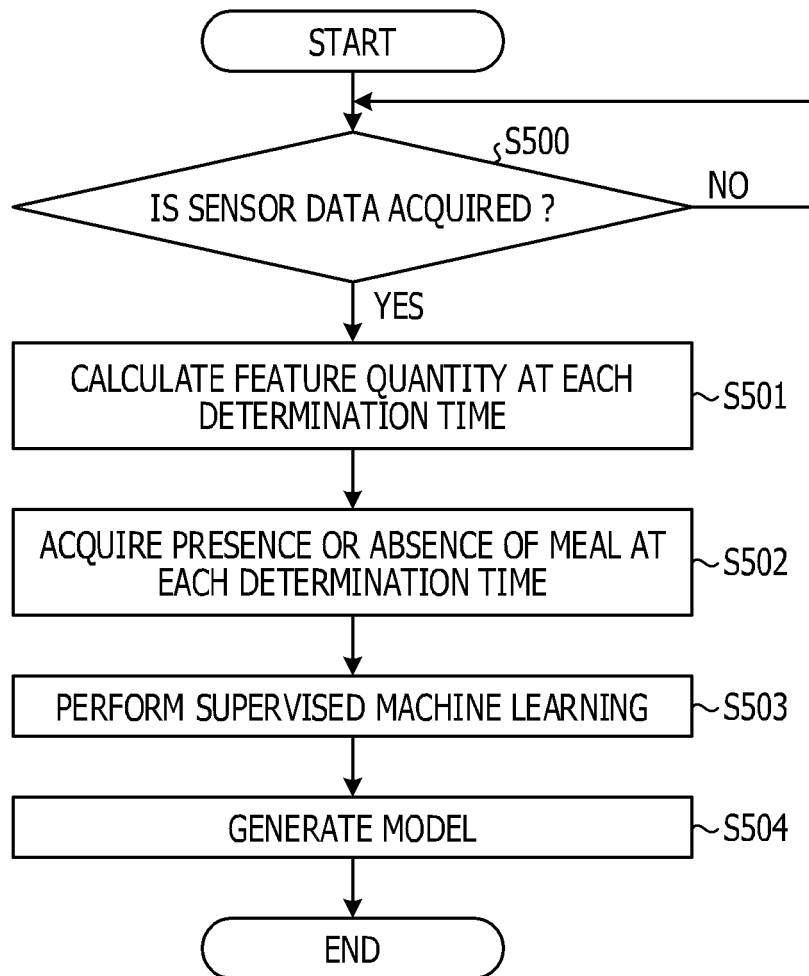 START
S500
IS SENSOR DATA ACQUIRED ?
NO
YES
CALCULATE FEATURE QUANTITY AT EACH
DETERMINATION TIME
S501
ACQUIRE PRESENCE OR ABSENCE OF MEAL AT
EACH DETERMINATION TIME
S502
PERFORM SUPERVISED MACHINE LEARNING
S503
GENERATE MODEL
S504
END